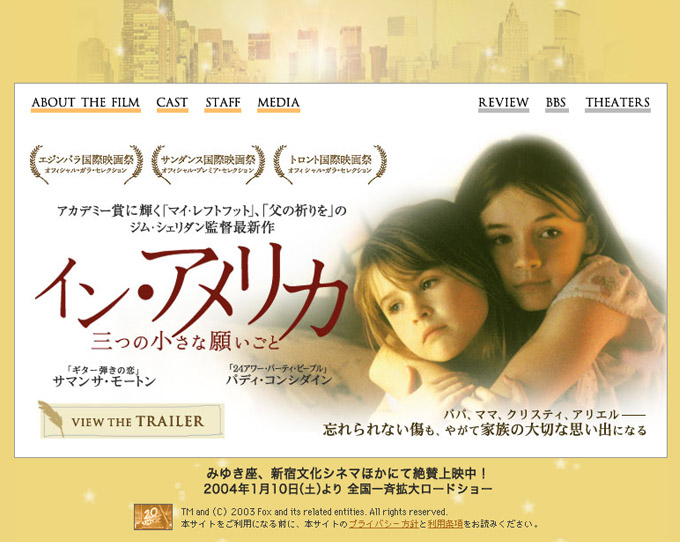 ABOUT THE FILM CAST STAFF MEDIA REVIEW BBS THEATERS
エジンバラ国際映画祭
オフィシャル・ガラ・セレクション
サンダンス国際映画祭
オフィシャル・プレミア・セレクション
トロント国際映画祭
オフィシャル・ガラ・セレクション
アカデミー賞に輝く「マイ・レフトフット」、「父の祈りを」の
ジム・シェリダン監督最新作
イン・アメリカ
三つの小さな願いごと
「ギター弾きの恋」
サマンサ・モートン
「24アワー・パーティ・ピープル」
パディ・コンシダイン
VIEW THE TRAILER
パパ、ママ、クリスティ、アリエル——
忘れられない傷も、やがて家族の大切な思い出になる
みゆき座、新宿文化シネマほかにて絶賛上映中！
2004年1月10日(土)より 全国一斉拡大ロードショー
TM and (C) 2003 Fox and its related entities. All rights reserved.
本サイトをご利用になる前に、本サイトのプライバシー方針と利用条項をお読みください。